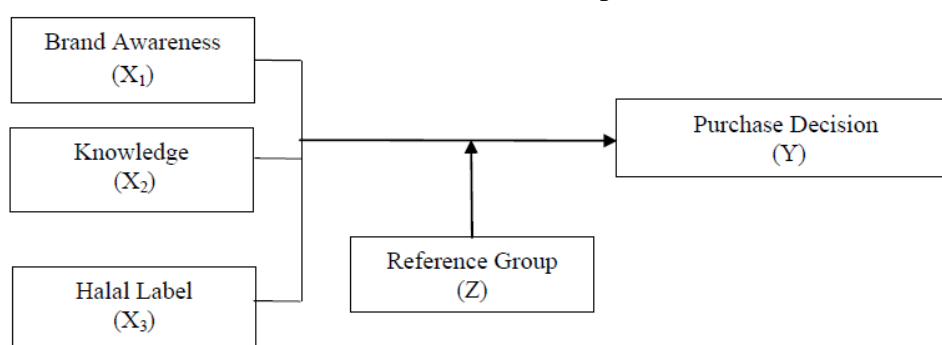 Brand Awareness
(X₁)
Knowledge
(X₂)
Halal Label
(X₃)
Reference Group
(Z)
Purchase Decision
(Y)